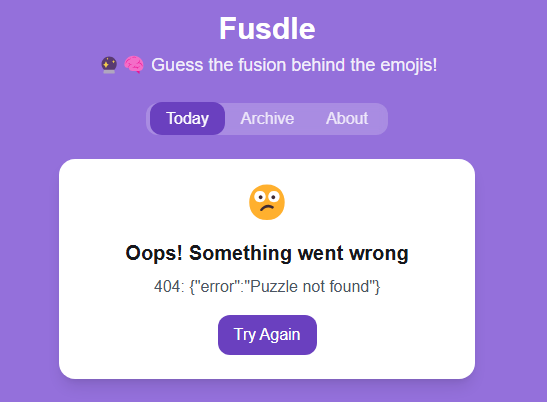 Fusdle
🔮 🧠 Guess the fusion behind the emojis!
Today Archive About
Oops! Something went wrong
404: {"error":"Puzzle not found"}
Try Again